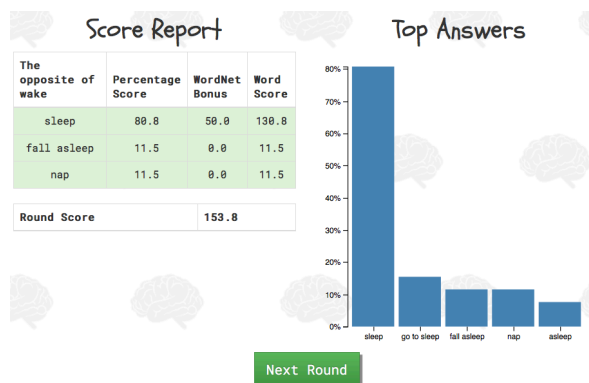 Score Report
The
opposite of
wake
Percentage
Score
WordNet
Bonus
Word
Score
sleep 80.8 50.0 130.8
fall asleep 11.5 0.0 11.5
nap 11.5 0.0 11.5
Round Score 153.8
Top Answers
80%
70%
60%
50%
40%
30%
20%
10%
0%
sleep go to sleep fall asleep nap asleep
Next Round